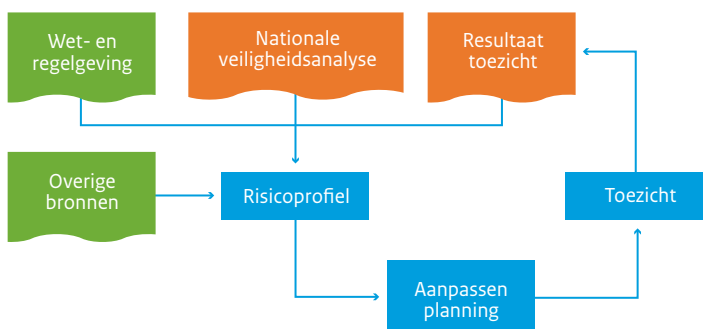 Wet- en
regelgeving
Nationale
veiligheidsanalyse
Resultaat
toezicht
Overige
bronnen
Risicoprofiel
Toezicht
Aanpassen
planning